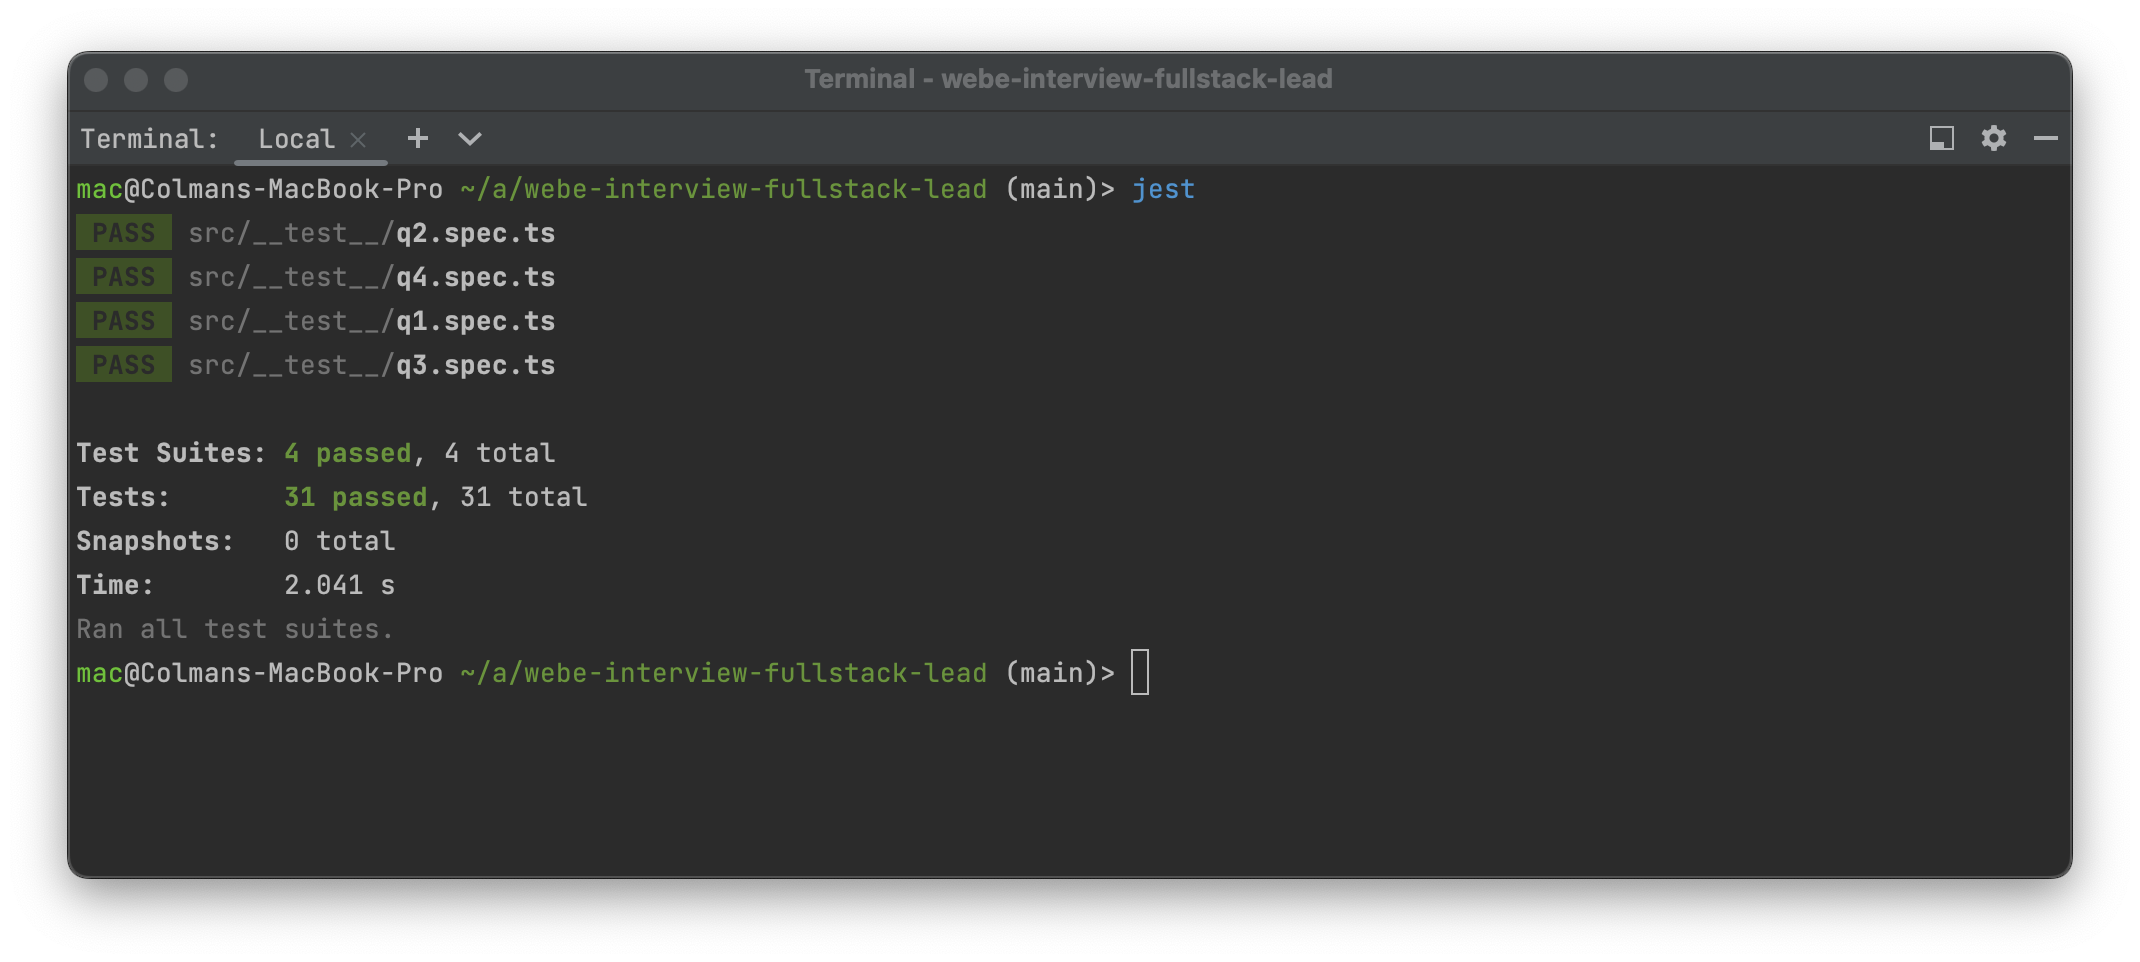 Terminal - webe-interview-fullstack-lead
Terminal: Local
mac@Colmans-MacBook-Pro ~/a/webe-interview-fullstack-lead (main)> jest
PASS src/__test__/q2.spec.ts
PASS src/__test__/q4.spec.ts
PASS src/__test__/q1.spec.ts
PASS src/__test__/q3.spec.ts
Test Suites: 4 passed, 4 total
Tests: 31 passed, 31 total
Snapshots: 0 total
Time: 2.041 s
Ran all test suites.
mac@Colmans-MacBook-Pro ~/a/webe-interview-fullstack-lead (main)>